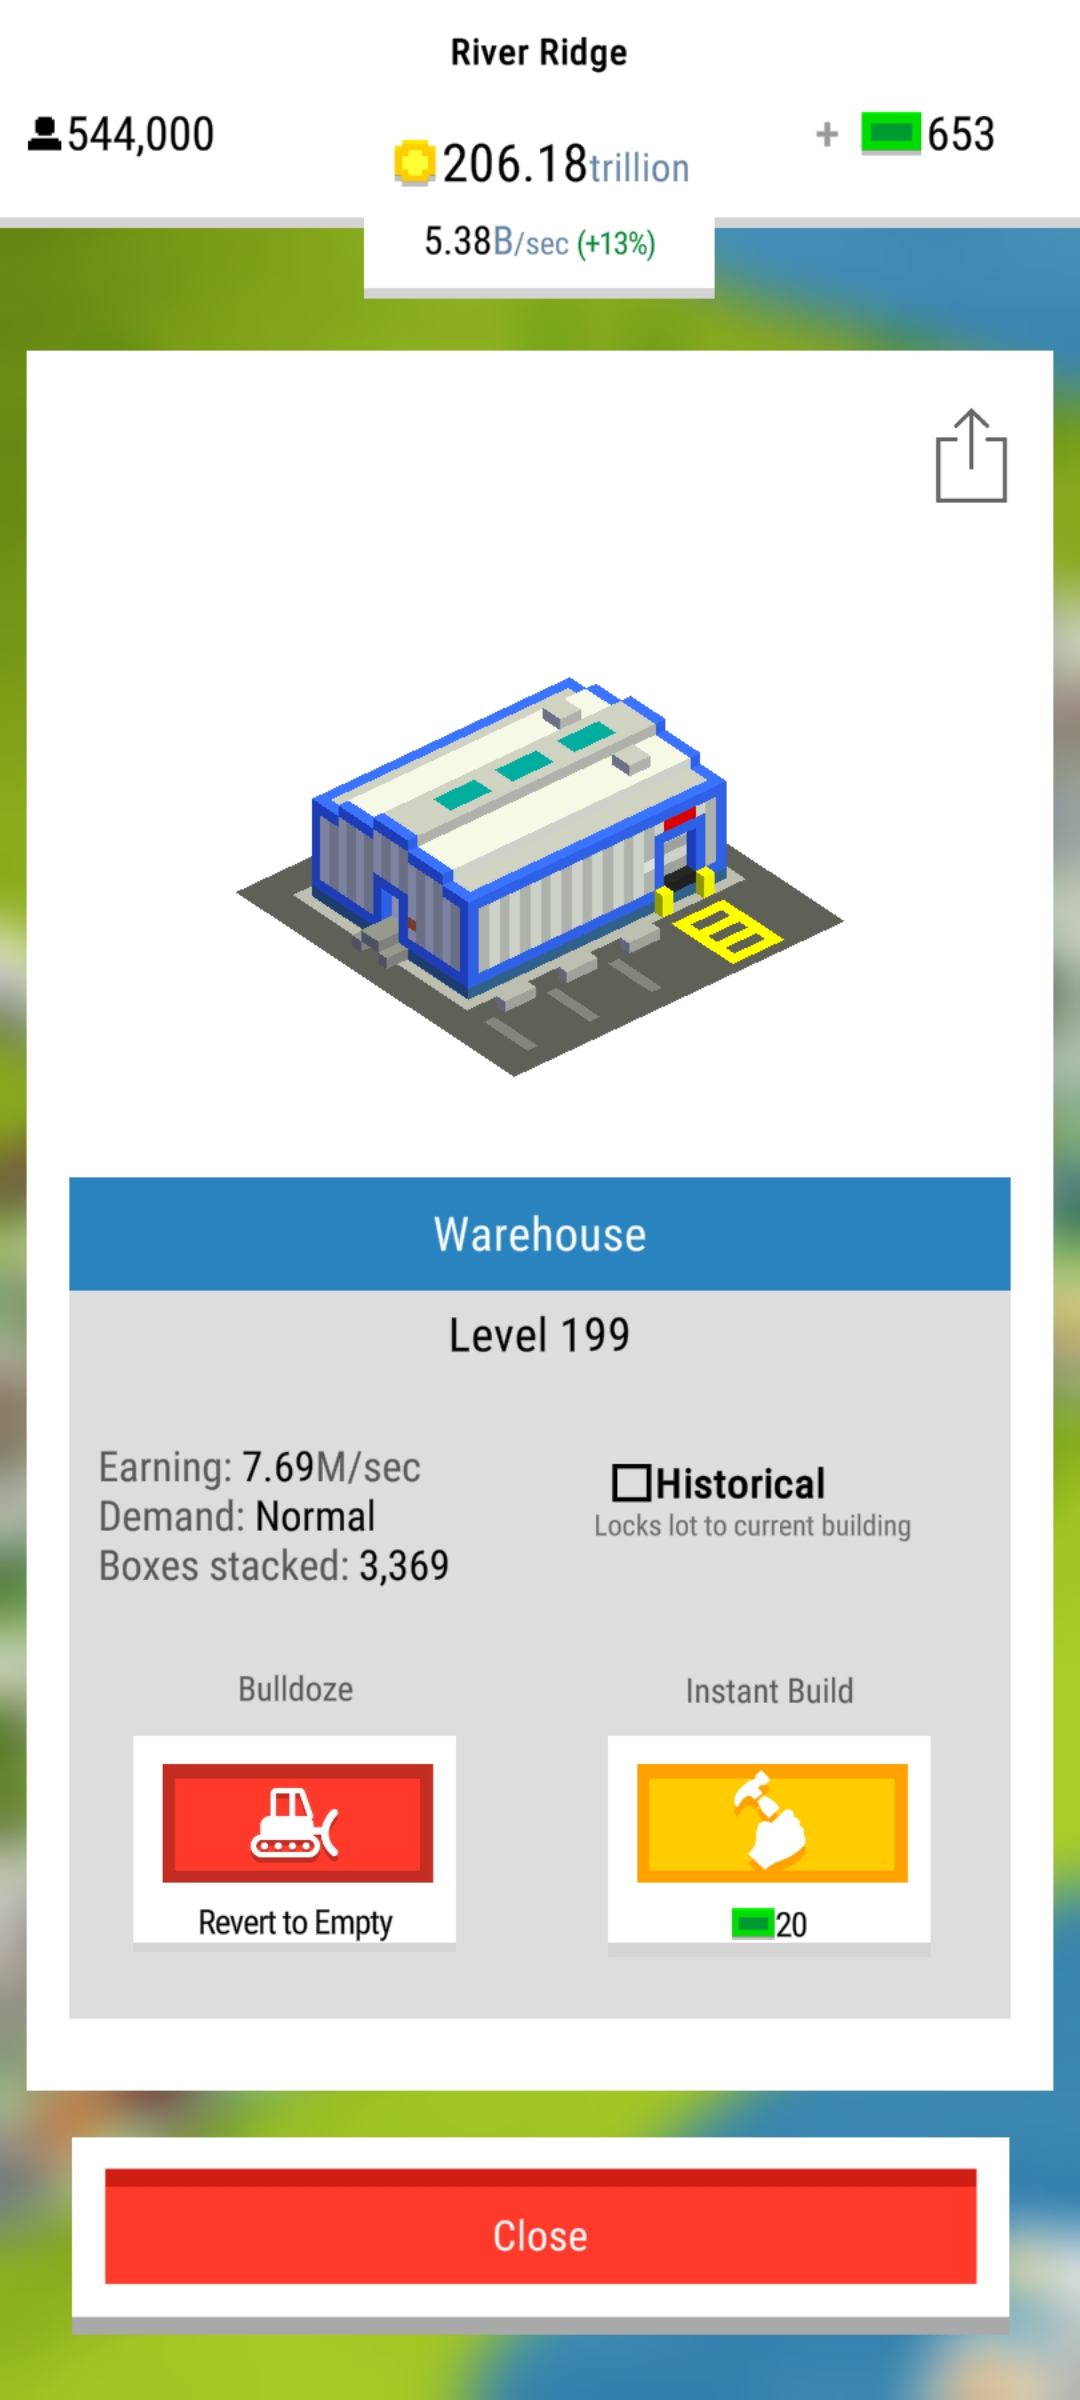 River Ridge
544,000
206.18trillion
+ 653
5.38B/sec (+13%)
Warehouse
Level 199
Earning: 7.69M/sec
Demand: Normal
Boxes stacked: 3,369
Historical
Locks lot to current building
Bulldoze
Instant Build
Revert to Empty
20
Close